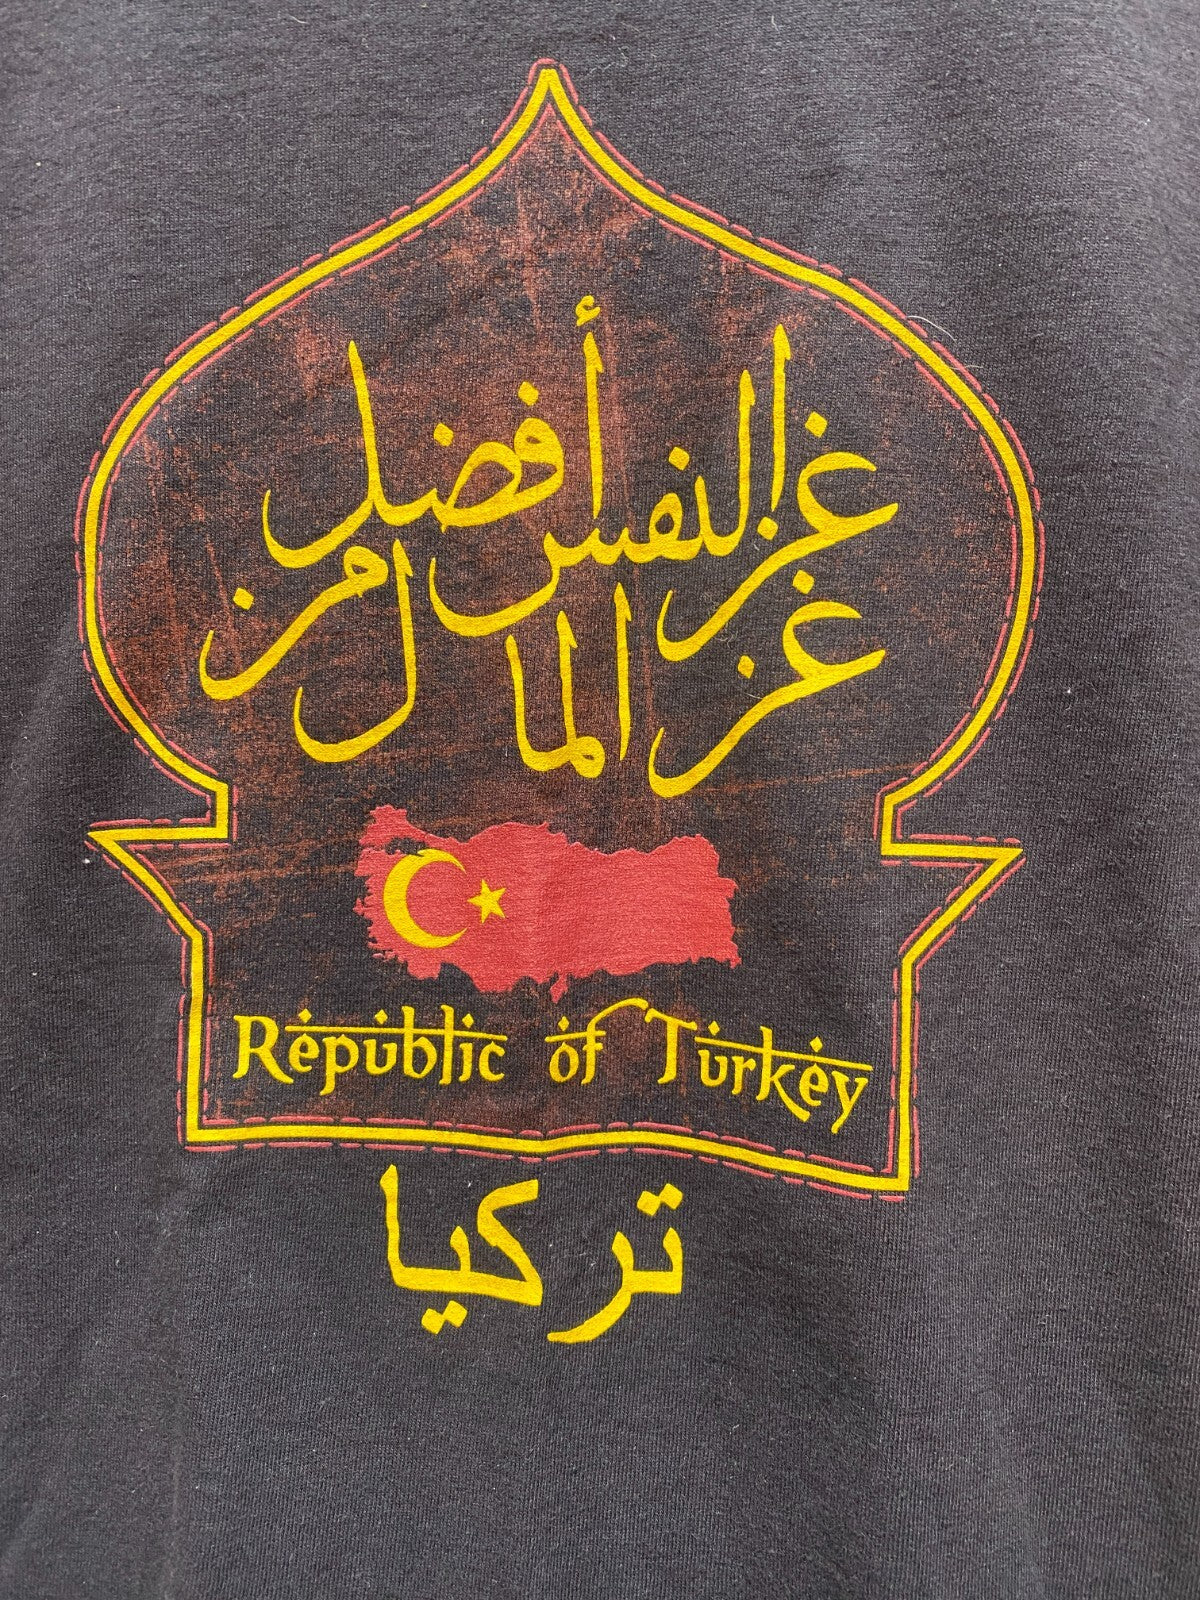 غز النفس أفضل
من غز المال
Republic of Turkey
تركيا